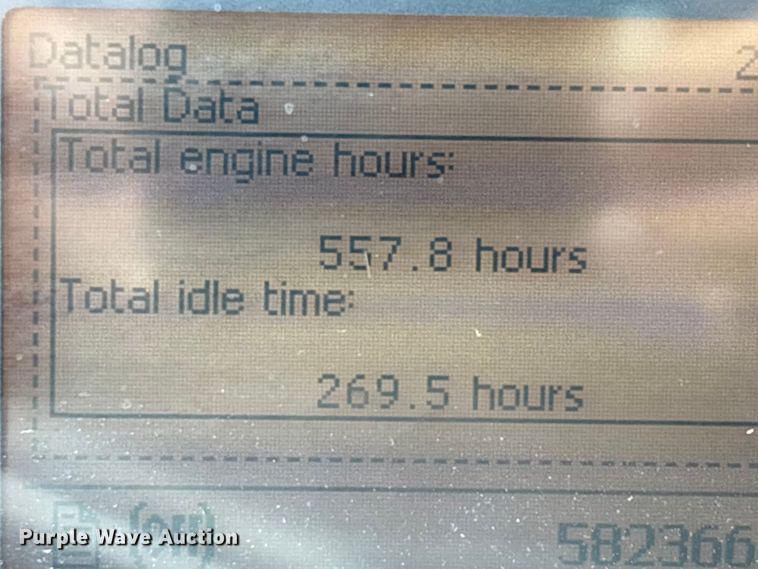 Datalog 2
Total Data
Total engine hours:
557.8 hours
Total idle time:
269.5 hours
582366
Purple Wave Auction